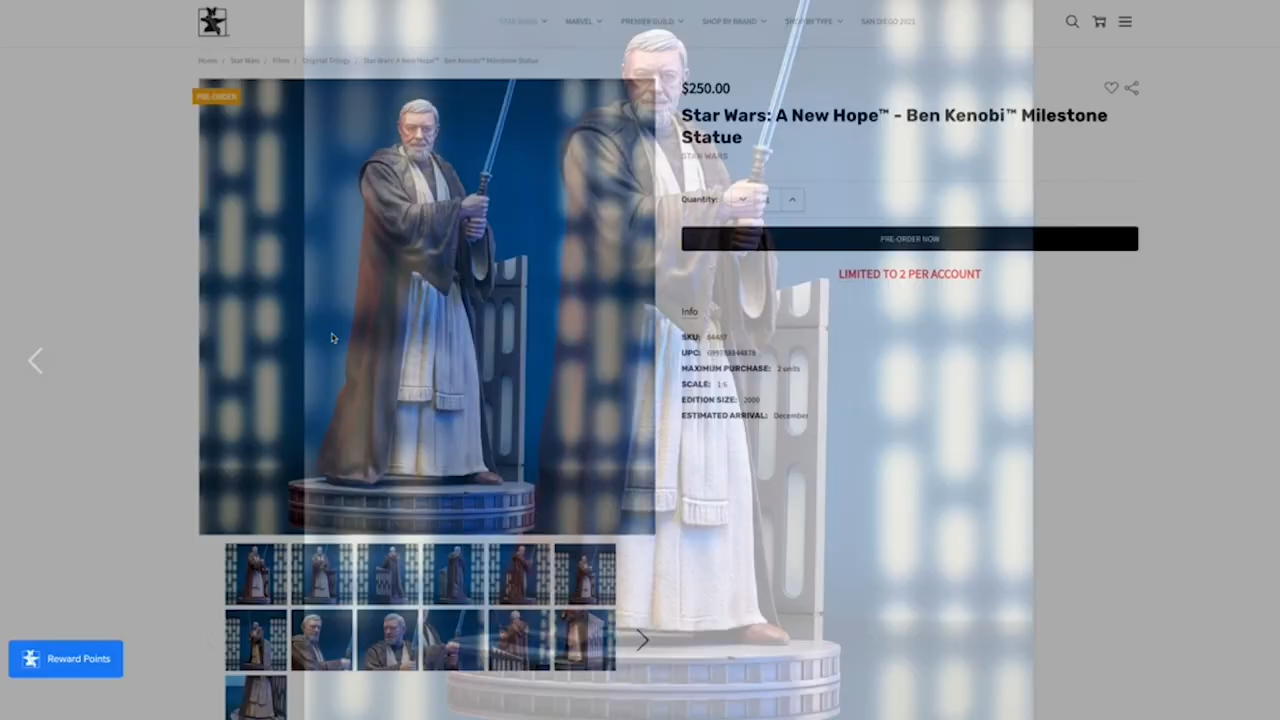 STAR WARS MARVEL PREMIER GUILD SHOP BY BRAND SHOP BY TYPE SAN DIEGO 2021
Home / Star Wars / Films / Original Trilogy / Star Wars: A New Hope™ - Ben Kenobi™ Milestone Statue
PRE-ORDER
$250.00
Star Wars: A New Hope™ - Ben Kenobi™ Milestone
Statue
STAR WARS
Quantity: 1
PRE-ORDER NOW
LIMITED TO 2 PER ACCOUNT
Info
SKU:
UPC:
MAXIMUM PURCHASE: 2 units
SCALE: 1:6
EDITION SIZE: 2000
ESTIMATED ARRIVAL: December
Reward Points